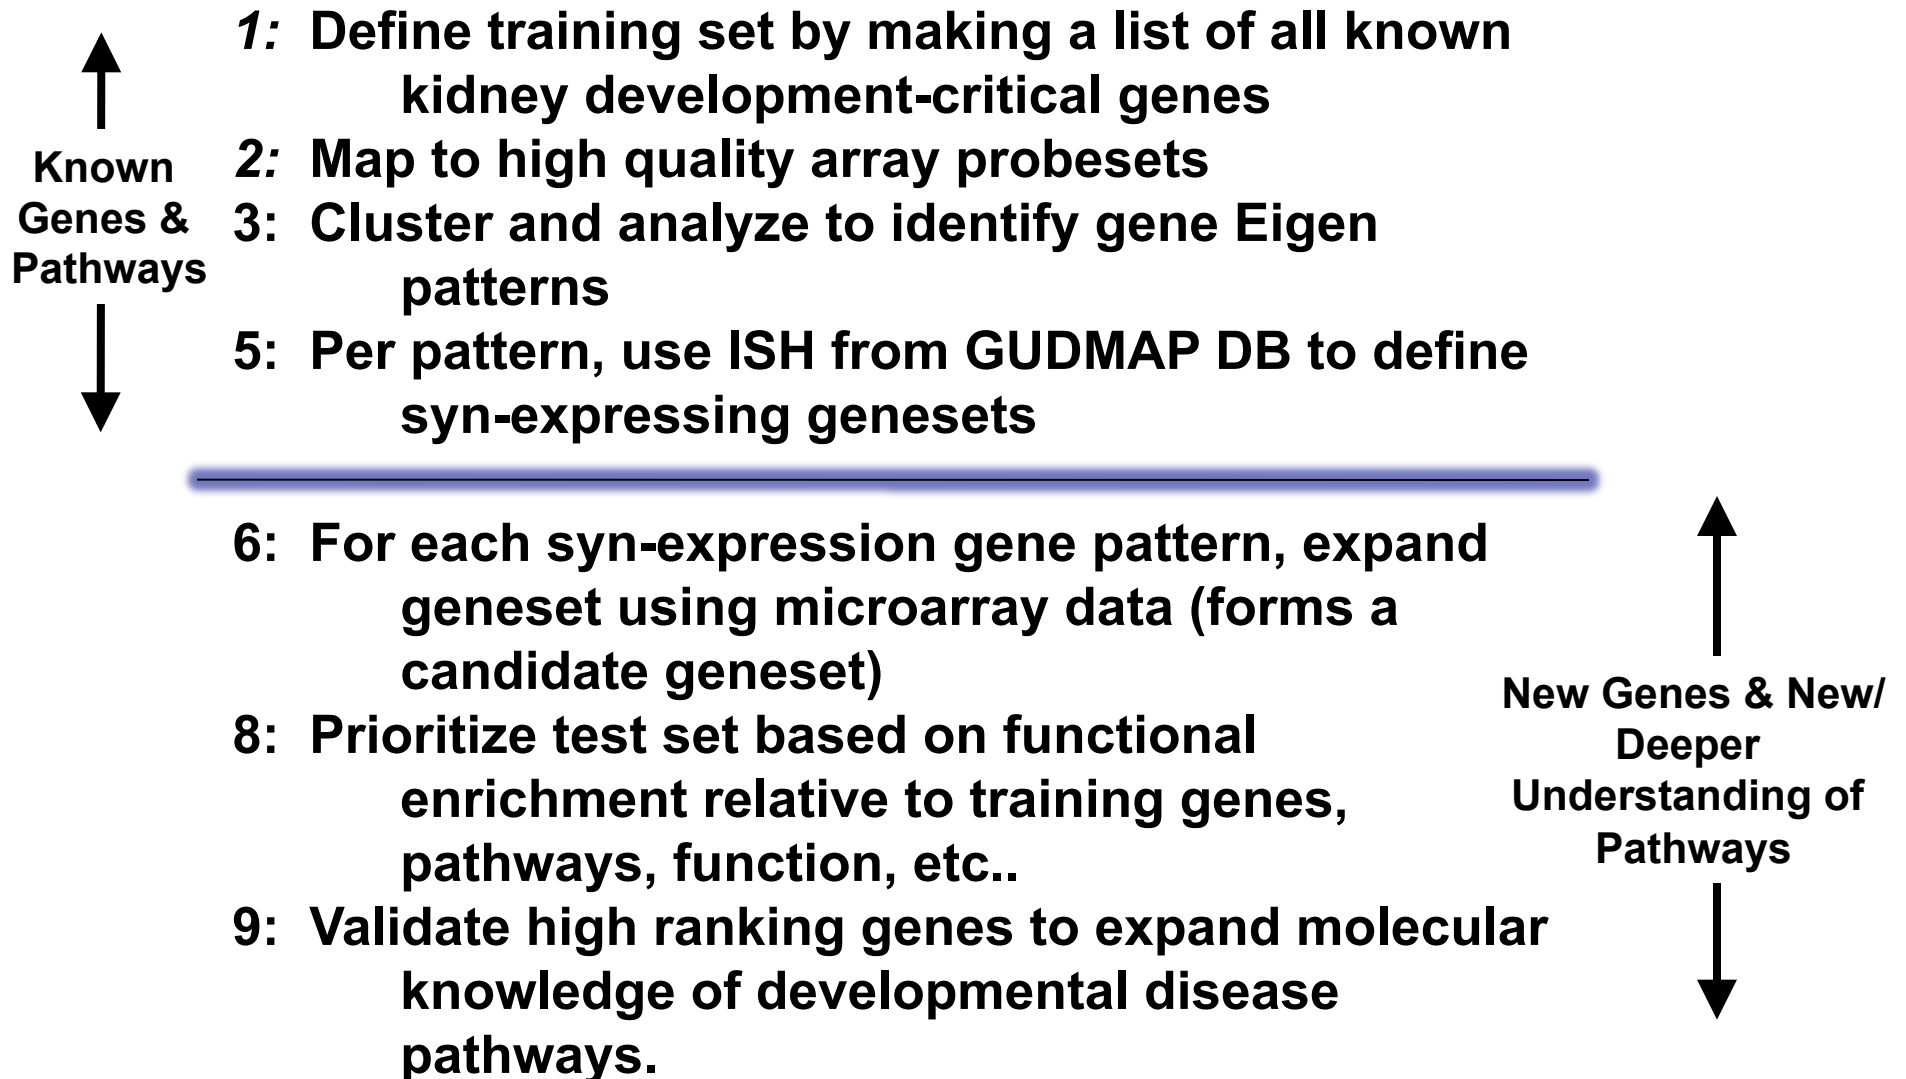 1: Define training set by making a list of all known
kidney development-critical genes
2: Map to high quality array probesets
3: Cluster and analyze to identify gene Eigen
patterns
5: Per pattern, use ISH from GUDMAP DB to define
syn-expressing genesets
Known
Genes &
Pathways
6: For each syn-expression gene pattern, expand
geneset using microarray data (forms a
candidate geneset)
8: Prioritize test set based on functional
enrichment relative to training genes,
pathways, function, etc..
9: Validate high ranking genes to expand molecular
knowledge of developmental disease
pathways.
New Genes & New/
Deeper
Understanding of
Pathways